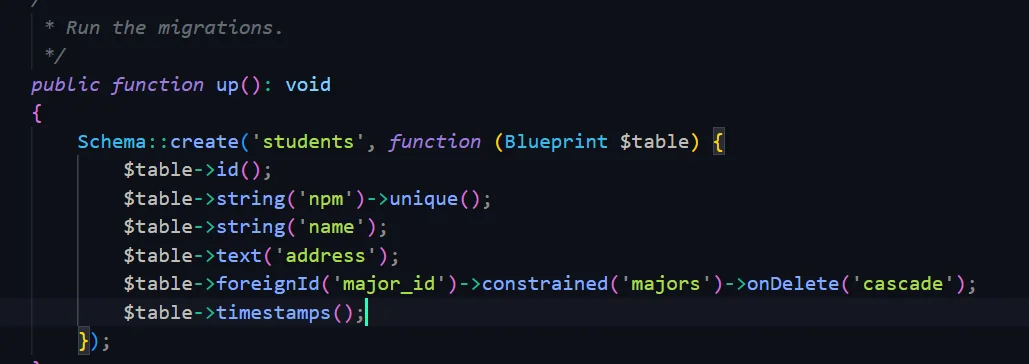 * Run the migrations.
*/
public function up(): void
{
Schema::create('students', function (Blueprint $table) {
$table->id();
$table->string('npm')->unique();
$table->string('name');
$table->text('address');
$table->foreignId('major_id')->constrained('majors')->onDelete('cascade');
$table->timestamps();
});